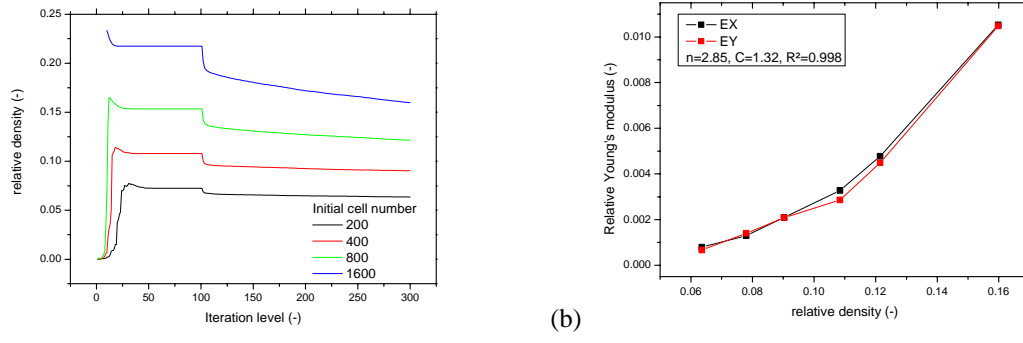 0.25
0.20
0.15
0.10
0.05
0.00
relative density (-)
Initial cell number
200
400
800
1600
0 50 100 150 200 250 300
Iteration level (-)
(b)
0.010
0.008
0.006
0.004
0.002
0.000
Relative Young's modulus (-)
EX
EY
n=2.85, C=1.32, R²=0.998
0.06 0.08 0.10 0.12 0.14 0.16
relative density (-)